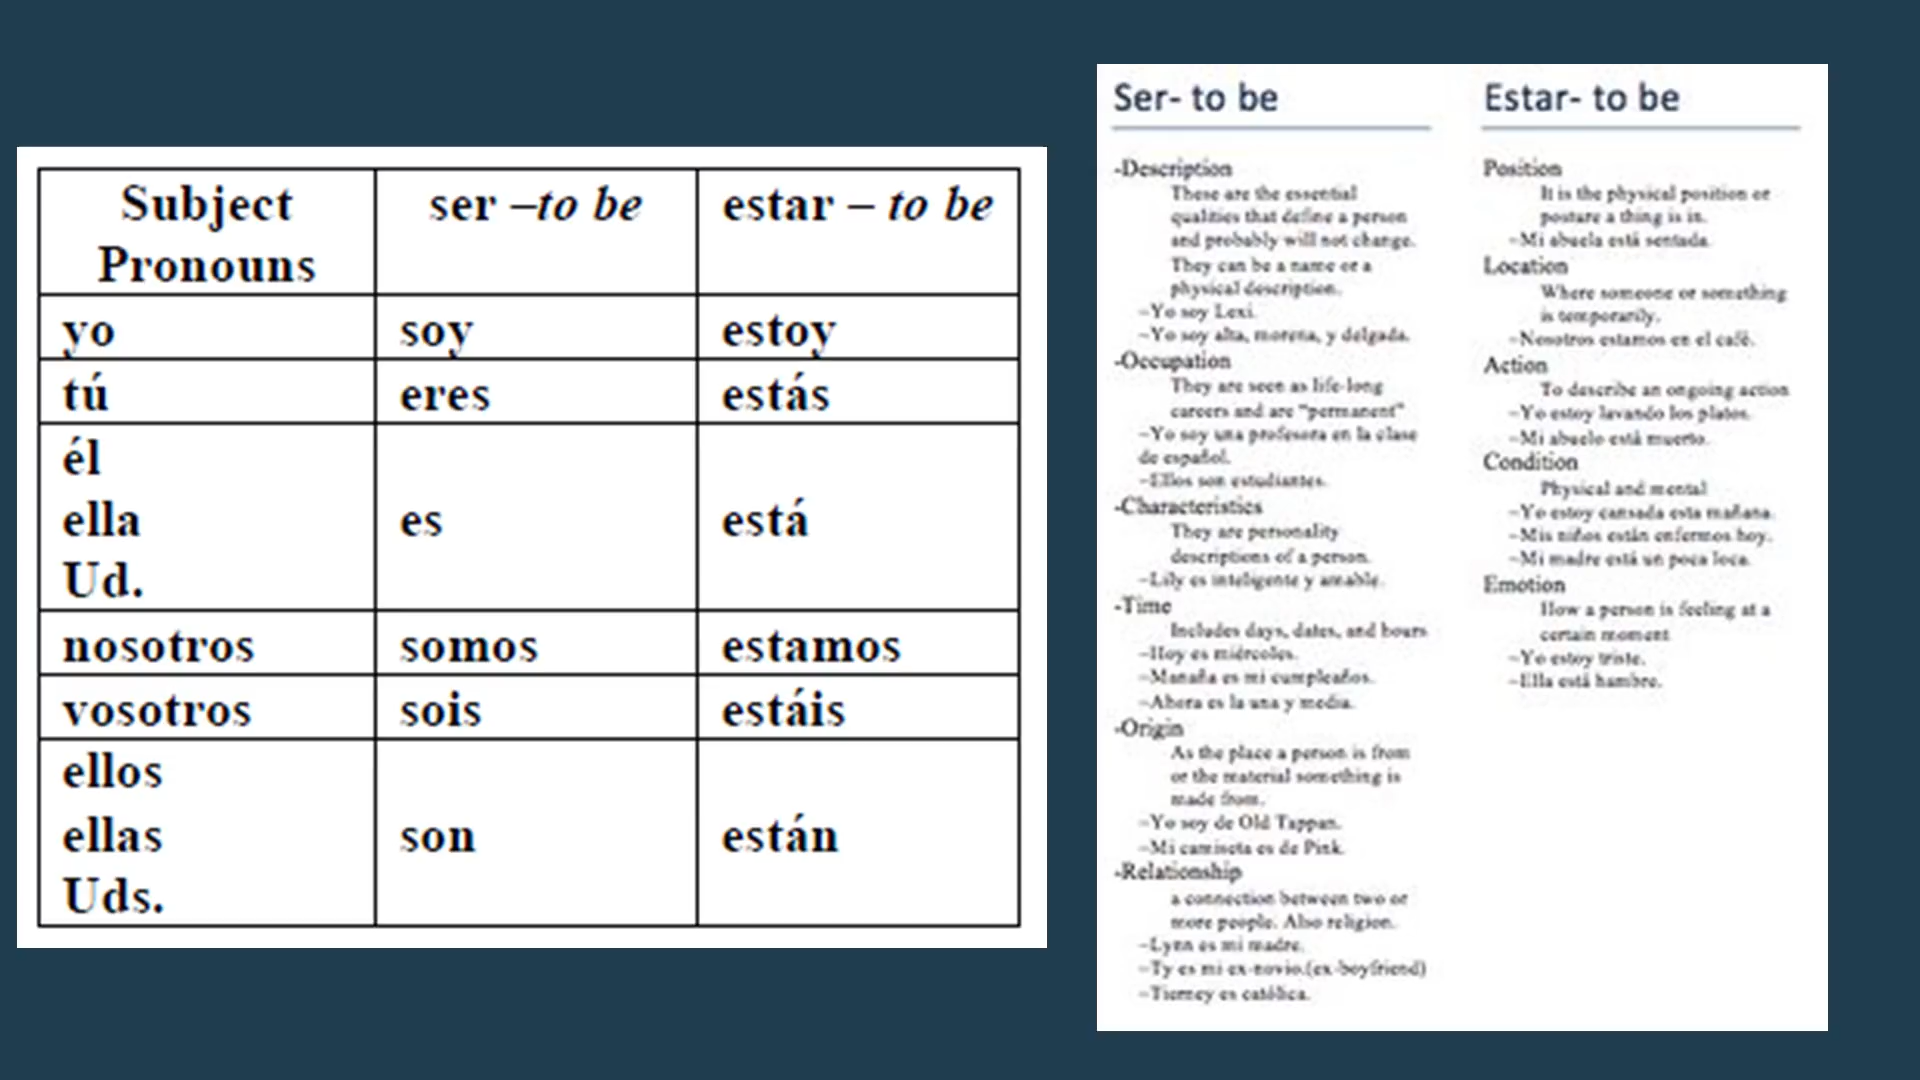 Subject Pronouns
ser –to be
estar – to be
yo
soy
estoy
tú
eres
estás
él
ella
Ud.
es
está
nosotros
somos
estamos
vosotros
sois
estáis
ellos
ellas
Uds.
son
están
Ser- to be
-Description
These are the essential
qualities that define a person
and probably will not change.
They can be a name or a
physical description.
-Yo soy Lexi.
-Yo soy alta, morena, y delgada.
-Occupation
They are seen as life-long
careers and are "permanent"
-Yo soy una profesora en la clase
de español.
-Ellos son estudiantes.
-Characteristics
They are personality
descriptions of a person.
-Lily es inteligente y amable.
-Time
Includes days, dates, and hours
-Hoy es miércoles.
-Manaña es mi cumpleaños.
-Ahora es la una y media.
-Origin
As the place a person is from
or the material something is
made from.
-Yo soy de Old Tappan.
-Mi camiseta es de Pink.
-Relationship
a connection between two or
more people. Also religion.
-Lynn es mi madre.
-Ty es mi ex-novio.(ex-boyfriend)
-Tierney es católica.
Estar- to be
Position
It is the physical position or
posture a thing is in.
-Mi abuela está sentada.
Location
Where someone or something
is temporarily.
-Nosotros estamos en el café.
Action
To describe an ongoing action
-Yo estoy lavando los platos.
-Mi abuelo está muerto.
Condition
Physical and mental
-Yo estoy cansada esta mañana.
-Mis niños están enfermos hoy.
-Mi madre está un poca loca.
Emotion
How a person is feeling at a
certain moment
-Yo estoy triste.
-Ella está hambre.